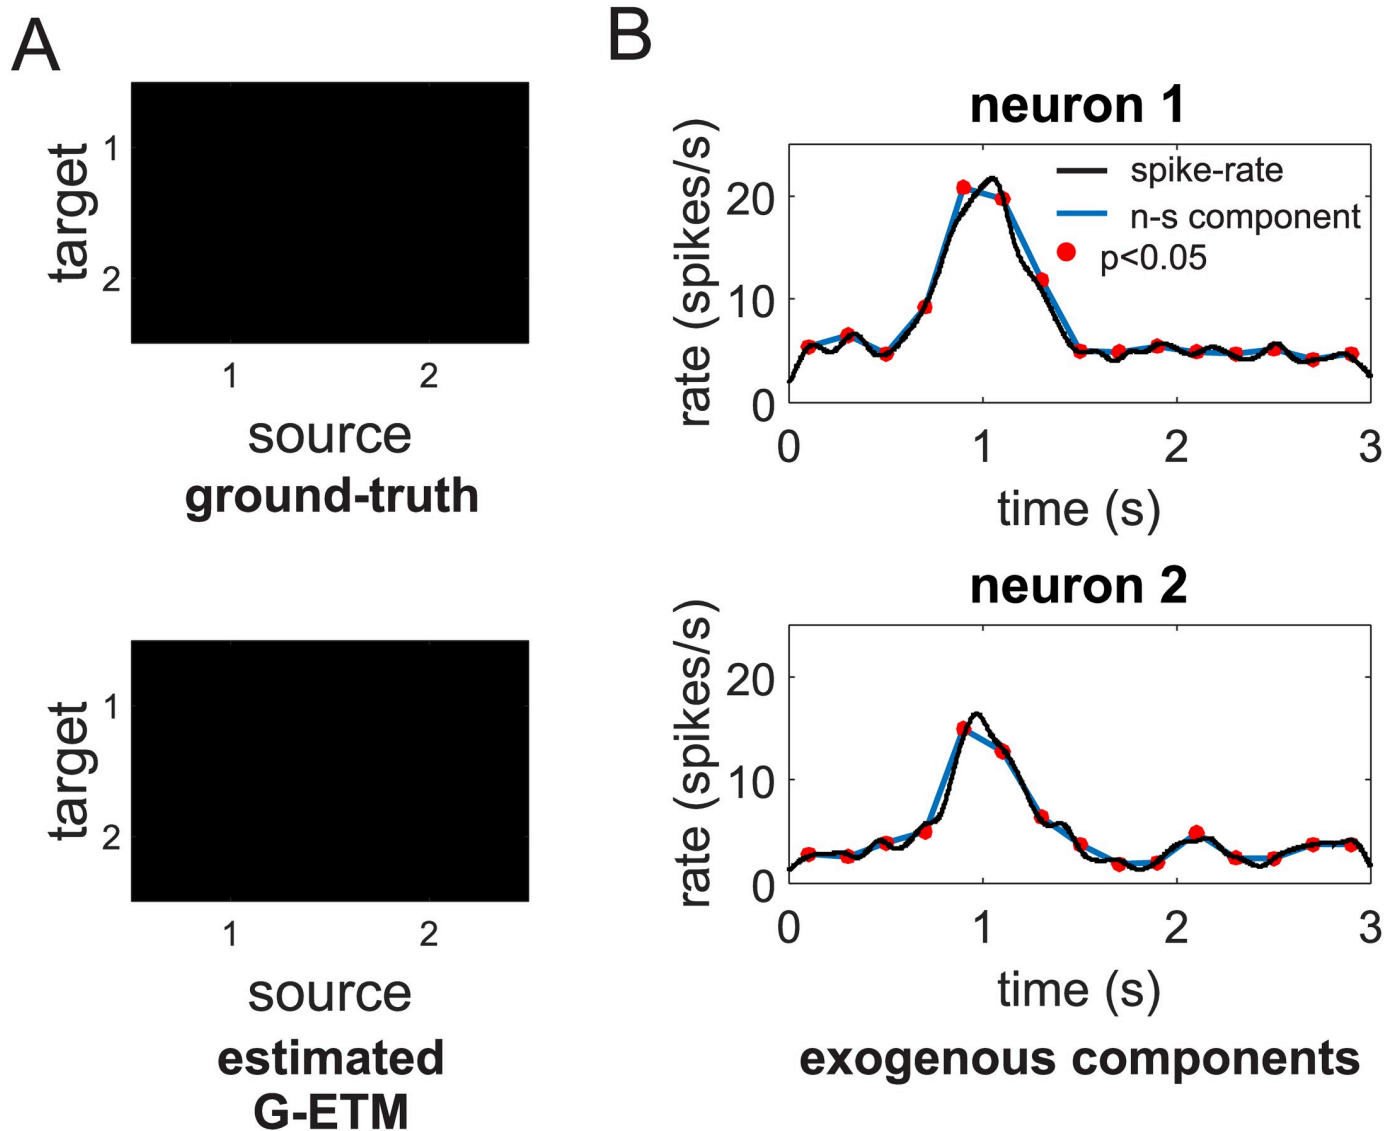 A
target
1
2
1
2
source
ground-truth
target
1
2
1
2
source
estimated
G-ETM
B
neuron 1
rate (spikes/s)
20
10
0
spike-rate
n-s component
p<0.05
0
1
2
3
time (s)
neuron 2
rate (spikes/s)
20
10
0
0
1
2
3
time (s)
exogenous components